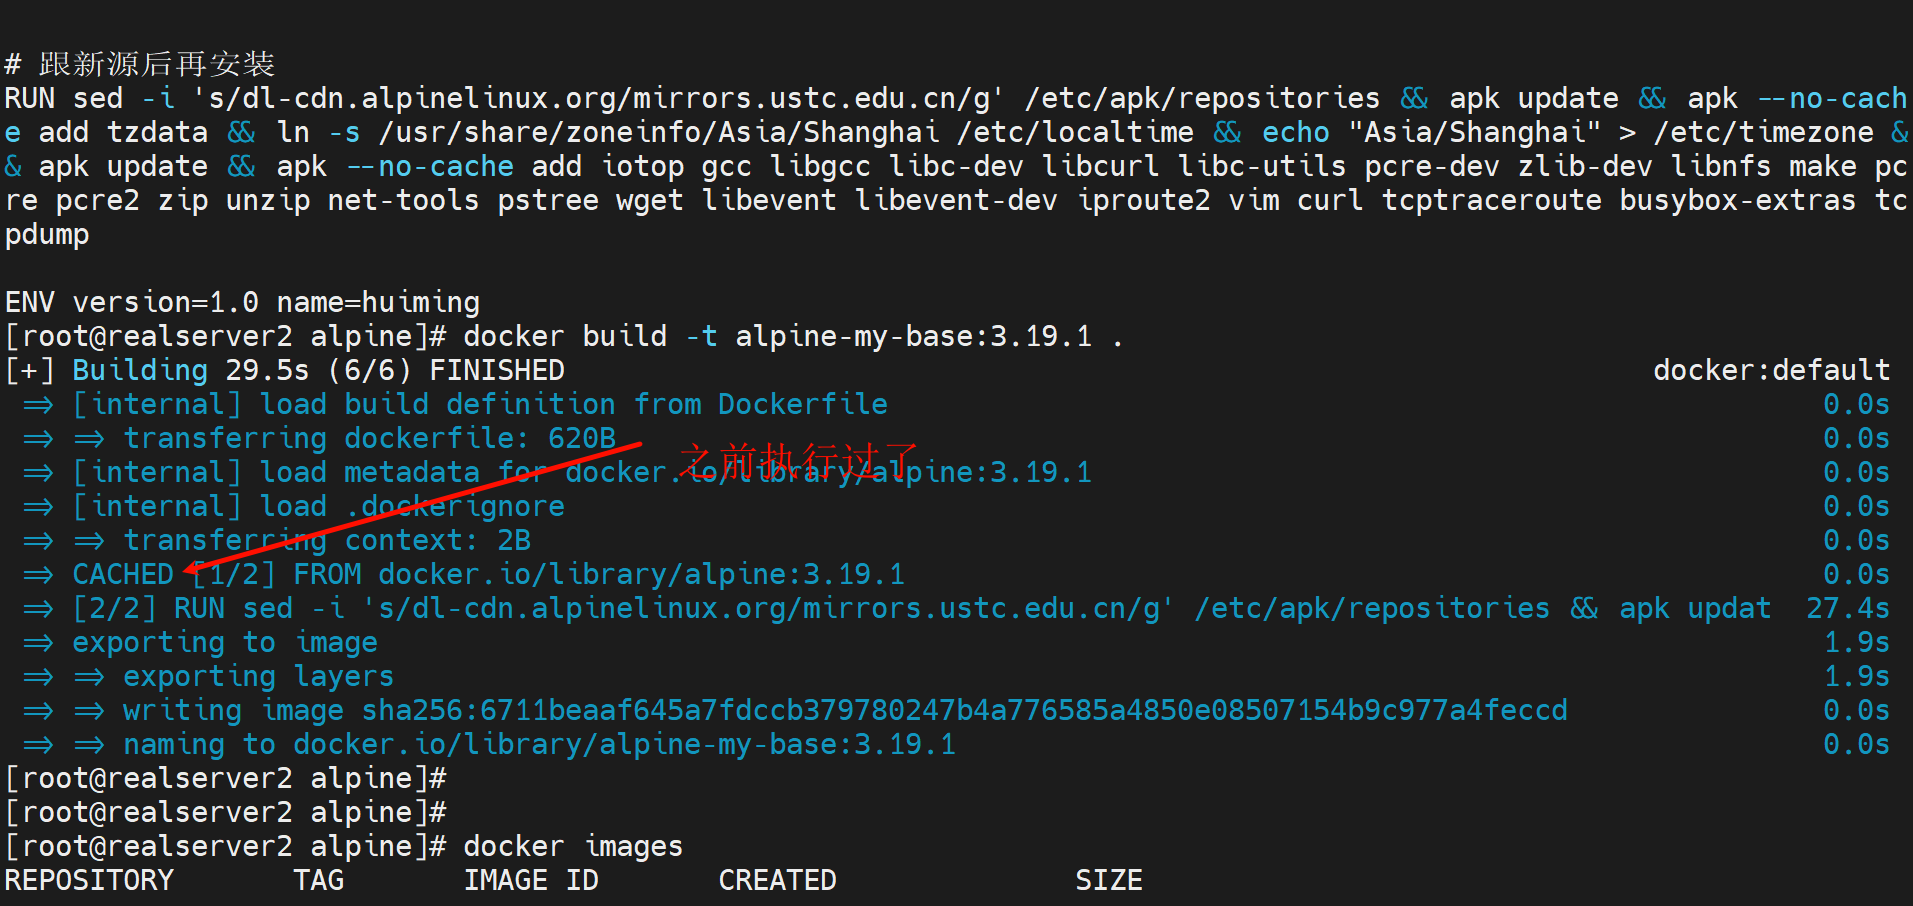 # 跟新源后再安装
RUN sed -i 's/dl-cdn.alpinelinux.org/mirrors.ustc.edu.cn/g' /etc/apk/repositories && apk update && apk --no-cach
e add tzdata && ln -s /usr/share/zoneinfo/Asia/Shanghai /etc/localtime && echo "Asia/Shanghai" > /etc/timezone &
& apk update && apk --no-cache add iotop gcc libgcc libc-dev libcurl libc-utils pcre-dev zlib-dev libnfs make pc
re pcre2 zip unzip net-tools pstree wget libevent libevent-dev iproute2 vim curl tcptraceroute busybox-extras tc
pdump
ENV version=1.0 name=huiming
[root@realserver2 alpine]# docker build -t alpine-my-base:3.19.1 .
[+] Building 29.5s (6/6) FINISHED docker:default
=> [internal] load build definition from Dockerfile 0.0s
=> => transferring dockerfile: 620B 0.0s
之前执行过了
=> [internal] load metadata for docker.io/library/alpine:3.19.1 0.0s
=> [internal] load .dockerignore 0.0s
=> => transferring context: 2B 0.0s
=> CACHED [1/2] FROM docker.io/library/alpine:3.19.1 0.0s
=> [2/2] RUN sed -i 's/dl-cdn.alpinelinux.org/mirrors.ustc.edu.cn/g' /etc/apk/repositories && apk updat 27.4s
=> exporting to image 1.9s
=> => exporting layers 1.9s
=> => writing image sha256:6711beaaf645a7fdccb379780247b4a776585a4850e08507154b9c977a4feccd 0.0s
=> => naming to docker.io/library/alpine-my-base:3.19.1 0.0s
[root@realserver2 alpine]#
[root@realserver2 alpine]#
[root@realserver2 alpine]# docker images
REPOSITORY TAG IMAGE ID CREATED SIZE